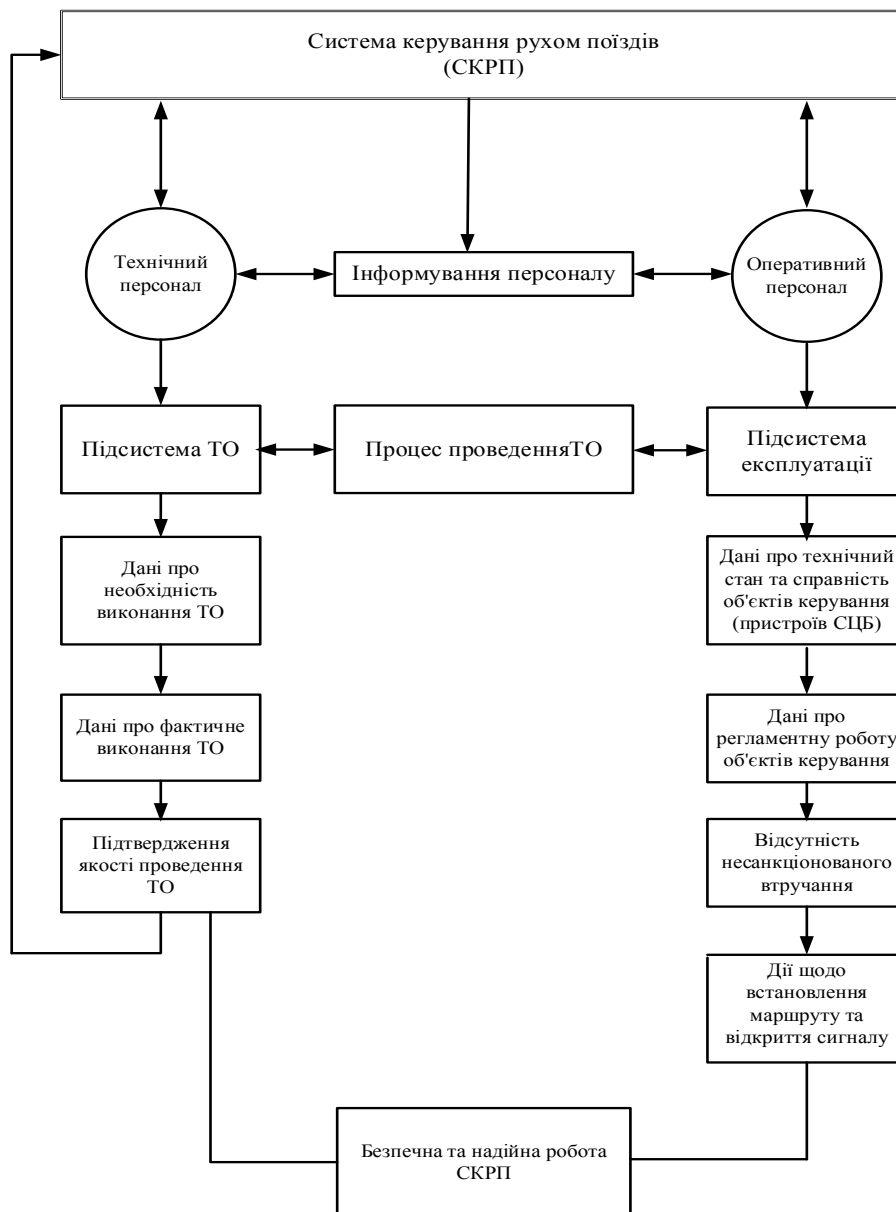 Система керування рухом поїздів
(СКРП)
Технічний
персонал
Інформування персоналу
Оперативний
персонал
Підсистема ТО
Процес проведенняТО
Підсистема
експлуатації
Дані про
необхідність
виконання ТО
Дані про технічний
стан та справність
об'єктів керування
(пристроїв СЦБ)
Дані про фактичне
виконання ТО
Дані про
регламентну роботу
об'єктів керування
Підтвердження
якості проведення
ТО
Відсутність
несанкціонованого
втручання
Дії щодо
встановлення
маршруту та
відкриття сигналу
Безпечна та надійна робота
СКРП